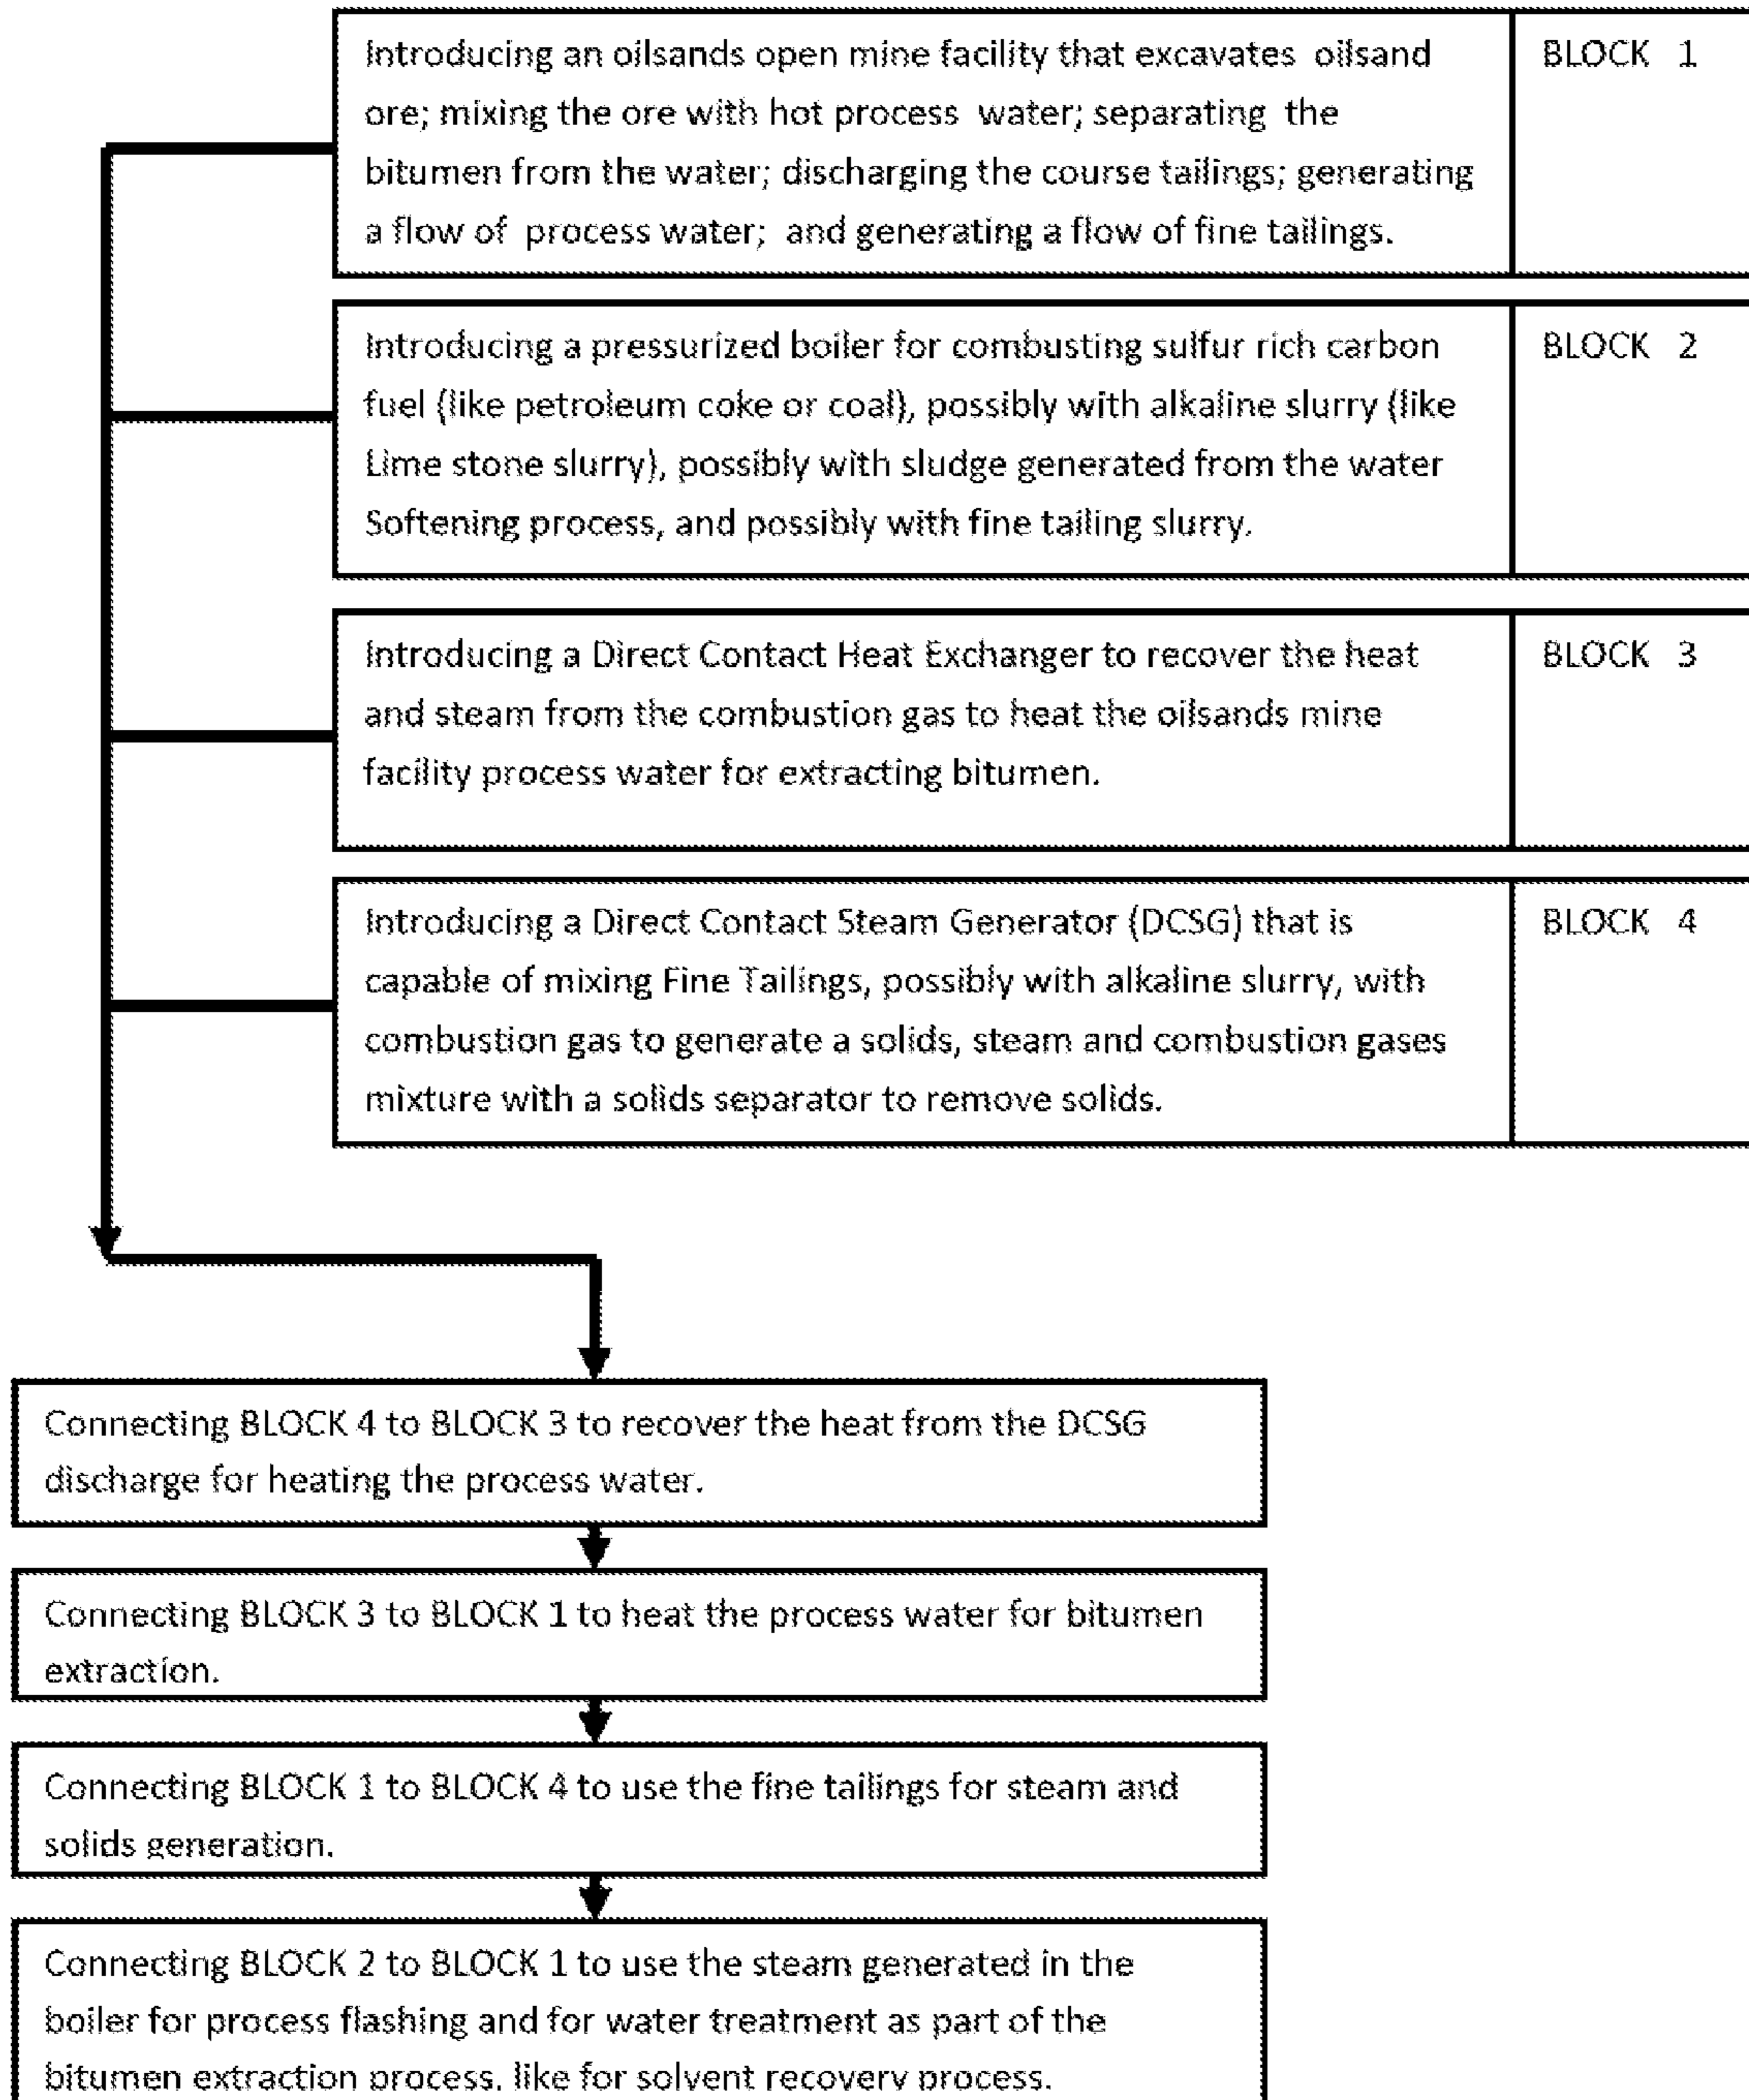 Introducing an oilsands open mine facility that excavates oilsand
ore; mixing the ore with hot process water; separating the
bitumen from the water; discharging the course tailings; generating
a flow of process water; and generating a flow of fine tailings.
BLOCK 1
Introducing a pressurized boiler for combusting sulfur rich carbon
fuel (like petroleum coke or coal), possibly with alkaline slurry (like
Lime stone slurry), possibly with sludge generated from the water
Softening process, and possibly with fine tailing slurry.
BLOCK 2
Introducing a Direct Contact Heat Exchanger to recover the heat
and steam from the combustion gas to heat the oilsands mine
facility process water for extracting bitumen.
BLOCK 3
Introducing a Direct Contact Steam Generator (DCSG) that is
capable of mixing Fine Tailings, possibly with alkaline slurry, with
combustion gas to generate a solids, steam and combustion gases
mixture with a solids separator to remove solids.
BLOCK 4
Connecting BLOCK 4 to BLOCK 3 to recover the heat from the DCSG
discharge for heating the process water.
Connecting BLOCK 3 to BLOCK 1 to heat the process water for bitumen
extraction.
Connecting BLOCK 1 to BLOCK 4 to use the fine tailings for steam and
solids generation.
Connecting BLOCK 2 to BLOCK 1 to use the steam generated in the
boiler for process flashing and for water treatment as part of the
bitumen extraction process, like for solvent recovery process.